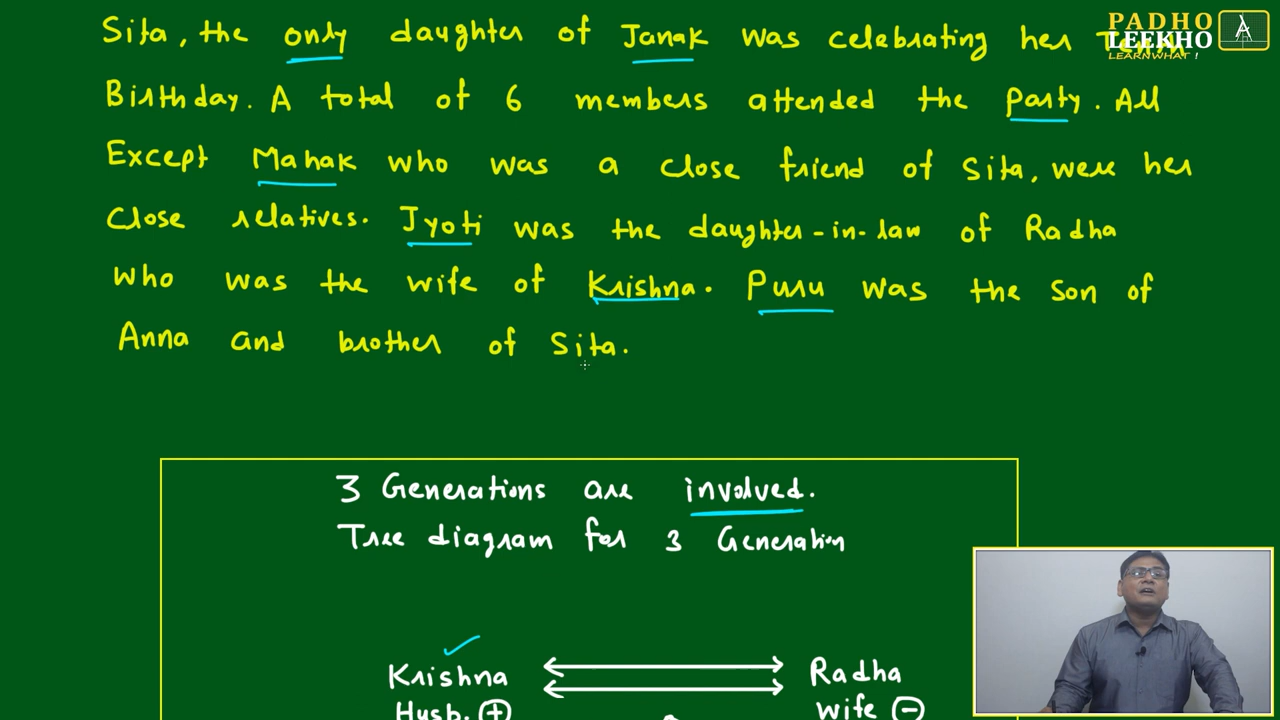 Sita, the only daughter of Janak was celebrating her
Birthday. A total of 6 members attended the party. All
Except Mahak who was a close friend of Sita, were her
close relatives. Jyoti was the daughter-in-law of Radha
who was the wife of Krishna. Puru was the son of
Anna and brother of Sita.
PADHO
LEEKHO
LEARNWHAT !
3 Generations are involved.
Tree diagram for 3 Generation
Krishna Radha
Husb. + wife −